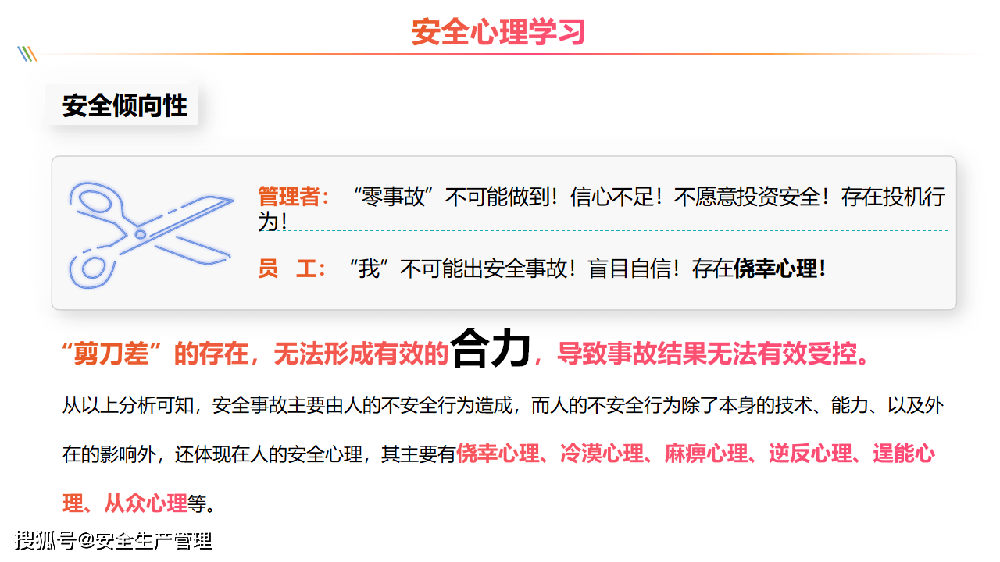 安全心理学习
安全倾向性
管理者：“零事故”不可能做到！信心不足！不愿意投资安全！存在投机行
为！
员 工：“我”不可能出安全事故！盲目自信！存在侥幸心理！
“剪刀差”的存在，无法形成有效的合力，导致事故结果无法有效受控。
从以上分析可知，安全事故主要由人的不安全行为造成，而人的不安全行为除了本身的技术、能力、以及外
在的影响外，还体现在人的安全心理，其主要有侥幸心理、冷漠心理、麻痹心理、逆反心理、逞能心
理、从众心理等。
搜狐号@安全生产管理